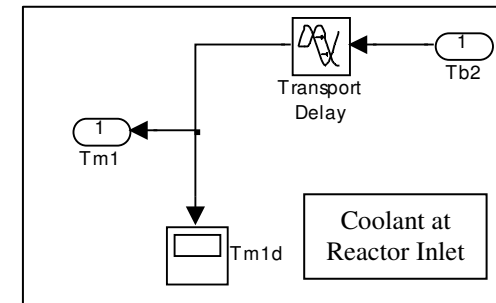 1
Tb2
Transport
Delay
1
Tm1
Tm1d
Coolant at
Reactor Inlet